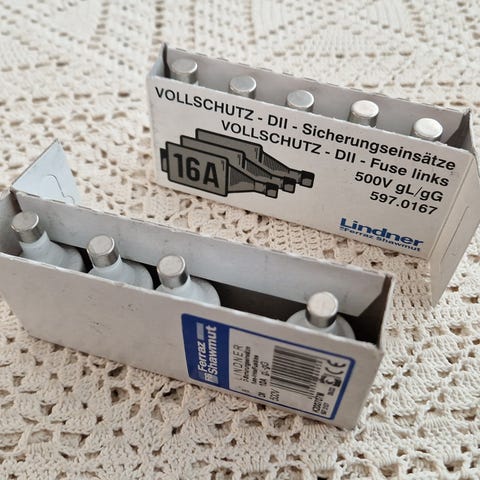 VOLLSCHUTZ - DII - Sicherungseinsätze
VOLLSCHUTZ - DII - Fuse links
500V gL/gG
597.0167
16A
Lindner
Ferraz Shawmut
Ferraz
Shawmut
LINDNER